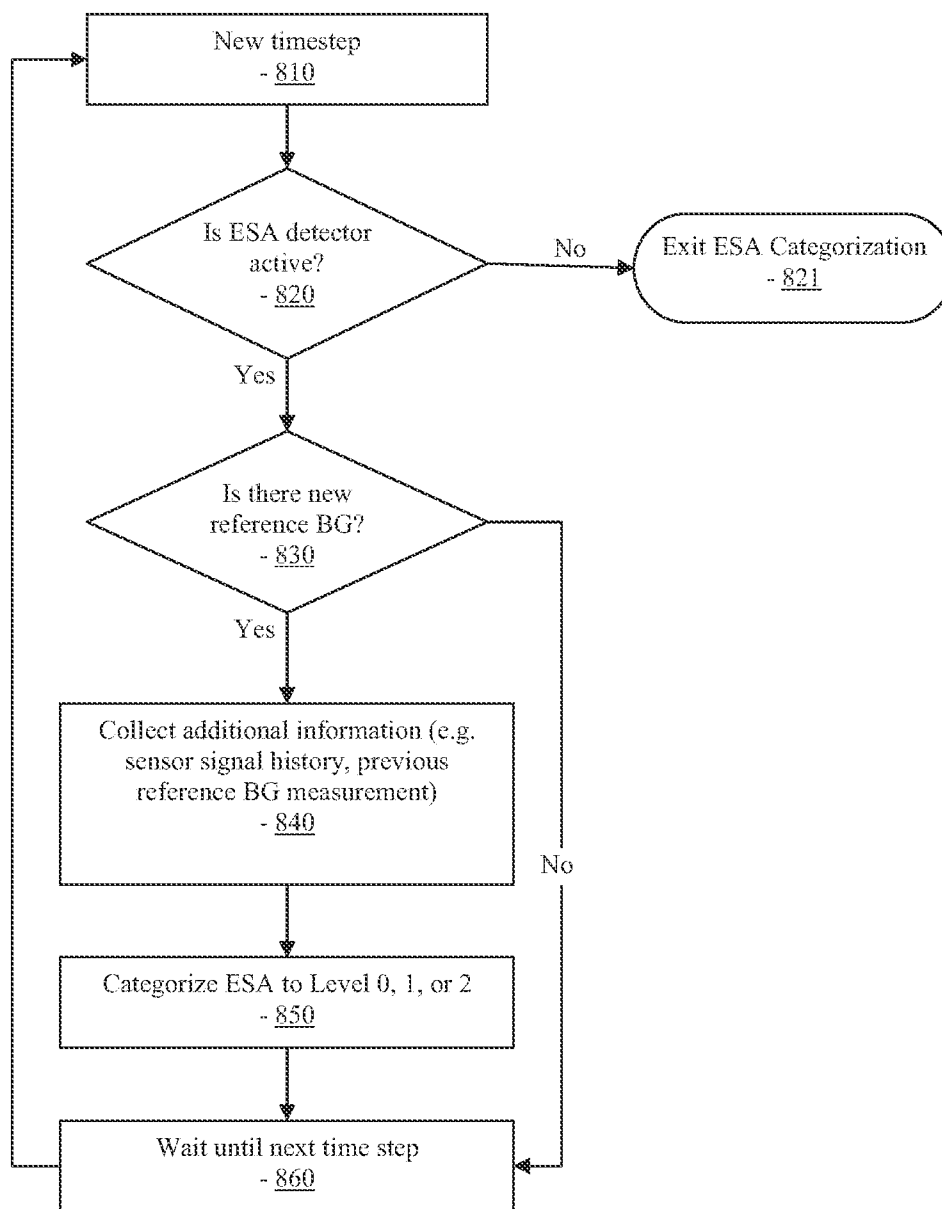 New timestep
- 810
Is ESA detector
active?
- 820
No
Exit ESA Categorization
- 821
Yes
Is there new
reference BG?
- 830
Yes
Collect additional information (e.g.
sensor signal history, previous
reference BG measurement)
- 840
No
Categorize ESA to Level 0, 1, or 2
- 850
Wait until next time step
- 860